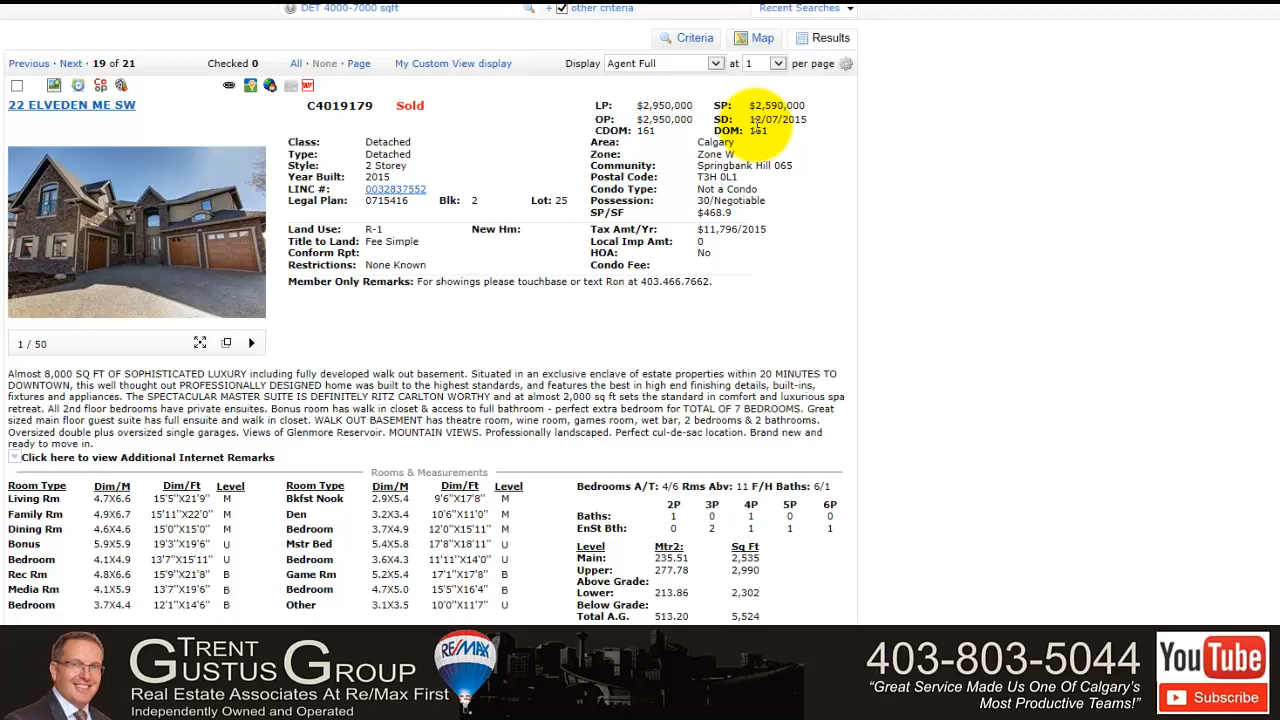 DET 4000-7000 sqft + other criteria Recent Searches
Criteria Map Results
Previous · Next · 19 of 21 Checked 0 All · None · Page My Custom View display Display Agent Full at 1 per page
22 ELVEDEN ME SW C4019179 Sold LP: $2,950,000 SP: $2,590,000
OP: $2,950,000 SD: 12/07/2015
CDOM: 161 DOM: 161
Class: Detached Area: Calgary
Type: Detached Zone: Zone W
Style: 2 Storey Community: Springbank Hill 065
Year Built: 2015 Postal Code: T3H 0L1
LINC #: 0032837552 Condo Type: Not a Condo
Legal Plan: 0715416 Blk: 2 Lot: 25 Possession: 30/Negotiable
SP/SF $468.9
Land Use: R-1 New Hm: Tax Amt/Yr: $11,796/2015
Title to Land: Fee Simple Local Imp Amt: 0
Conform Rpt: HOA: No
Restrictions: None Known Condo Fee:
Member Only Remarks: For showings please touchbase or text Ron at 403.466.7662.
1 / 50
Almost 8,000 SQ FT OF SOPHISTICATED LUXURY including fully developed walk out basement. Situated in an exclusive enclave of estate properties within 20 MINUTES TO
DOWNTOWN, this well thought out PROFESSIONALLY DESIGNED home was built to the highest standards, and features the best in high end finishing details, built-ins,
fixtures and appliances. The SPECTACULAR MASTER SUITE IS DEFINITELY RITZ CARLTON WORTHY and at almost 2,000 sq ft sets the standard in comfort and luxurious spa
retreat. All 2nd floor bedrooms have private ensuites. Bonus room has walk in closet & access to full bathroom - perfect extra bedroom for TOTAL OF 7 BEDROOMS. Great
sized main floor guest suite has full ensuite and walk in closet. WALK OUT BASEMENT has theatre room, wine room, games room, wet bar, 2 bedrooms & 2 bathrooms.
Oversized double plus oversized single garages. Views of Glenmore Reservoir. MOUNTAIN VIEWS. Professionally landscaped. Perfect cul-de-sac location. Brand new and
ready to move in.
Click here to view Additional Internet Remarks
Rooms & Measurements
Room Type Dim/M Dim/Ft Level Room Type Dim/M Dim/Ft Level Bedrooms A/T: 4/6 Rms Abv: 11 F/H Baths: 6/1
Living Rm 4.7X6.6 15'5"X21'9" M Bkfst Nook 2.9X5.4 9'6"X17'8" M
2P 3P 4P 5P 6P
Family Rm 4.9X6.7 15'11"X22'0" M Den 3.2X3.4 10'6"X11'0" M Baths: 1 0 1 0 0
Dining Rm 4.6X4.6 15'0"X15'0" M Bedroom 3.7X4.9 12'0"X15'11" M EnSt Bth: 0 2 1 1 1
Bonus 5.9X5.9 19'3"X19'6" U Mstr Bed 5.4X5.8 17'8"X18'11" U Level Mtr2: Sq Ft
Bedroom 4.1X4.9 13'7"X15'11" U Bedroom 3.6X4.3 11'11"X14'0" U Main: 235.51 2,535
Upper: 277.78 2,990
Rec Rm 4.8X6.6 15'9"X21'8" B Game Rm 5.2X5.4 17'1"X17'8" B Above Grade:
Media Rm 4.1X5.9 13'7"X19'6" B Bedroom 4.7X5.0 15'5"X16'4" B Lower: 213.86 2,302
Bedroom 3.7X4.4 12'1"X14'6" B Other 3.1X3.5 10'0"X11'7" U Below Grade:
Total A.G. 513.20 5,524
TRENT
GUSTUS GROUP
Real Estate Associates At Re/Max First
Independently Owned and Operated
RE/MAX
403-803-5044
"Great Service Made Us One Of Calgary's
Most Productive Teams!"
YouTube
Subscribe